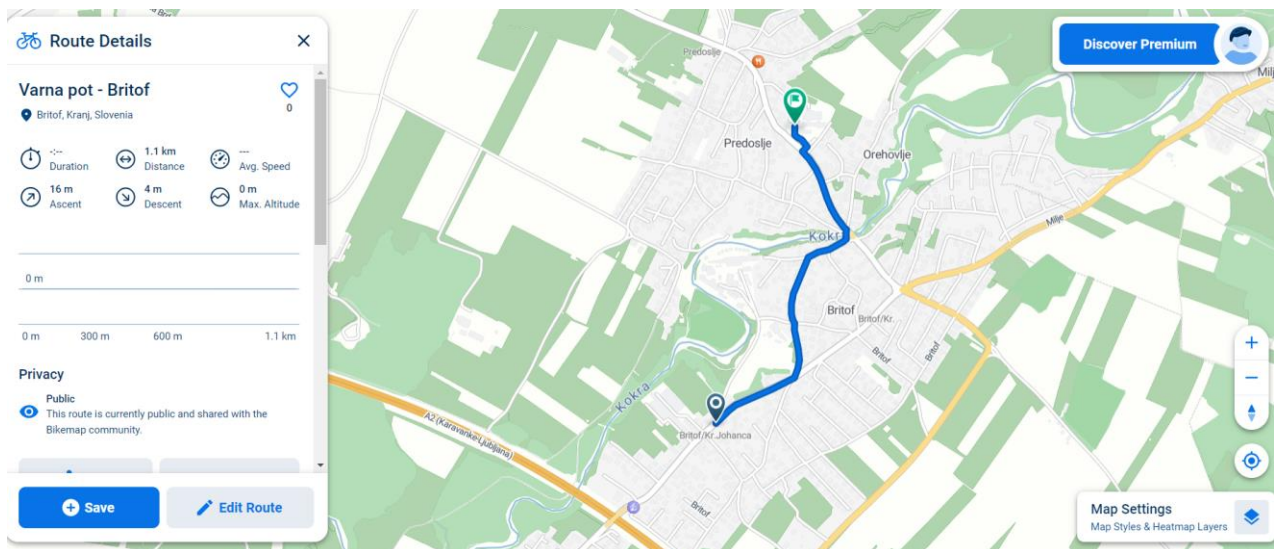 Route Details
Varna pot - Britof
0
Britof, Kranj, Slovenia
-:--
Duration
1.1 km
Distance
---
Avg. Speed
16 m
Ascent
4 m
Descent
0 m
Max. Altitude
0 m
0 m
300 m
600 m
1.1 km
Privacy
Public
This route is currently public and shared with the
Bikemap community.
Save
Edit Route
Discover Premium
Predoslje
Predoslje
Orehovlje
Milj
Milje
Kokr
Britof
Britof/Kr.
Britof
Britof
Kokra
Britof/Kr.Johanca
A2 (Karavanke-Ljubljana)
Britof
Map Settings
Map Styles & Heatmap Layers